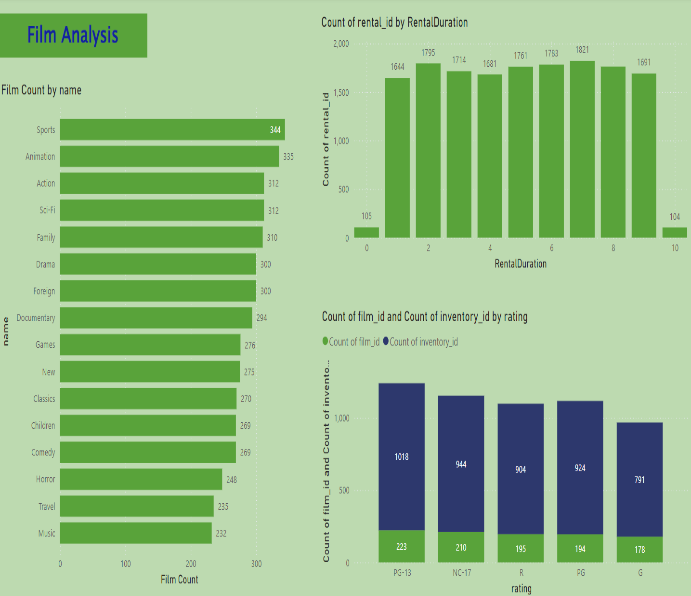 Film Analysis
Film Count by name
Sports 344
Animation 335
Action 312
Sci-Fi 312
Family 310
Drama 300
Foreign 300
Documentary 294
Games 276
New 275
Classics 270
Children 269
Comedy 269
Horror 248
Travel 235
Music 232
name
0 100 200 300
Film Count
Count of rental_id by RentalDuration
Count of rental_id
2,000
1,500
1,000
500
0
105 1644 1795 1714 1681 1761 1783 1821 1691 104
0 2 4 6 8 10
RentalDuration
Count of film_id and Count of inventory_id by rating
Count of film_id Count of inventory_id
Count of film_id and Count of invento...
1,000
500
0
1018 944 904 924 791
223 210 195 194 178
PG-13 NC-17 R PG G
rating